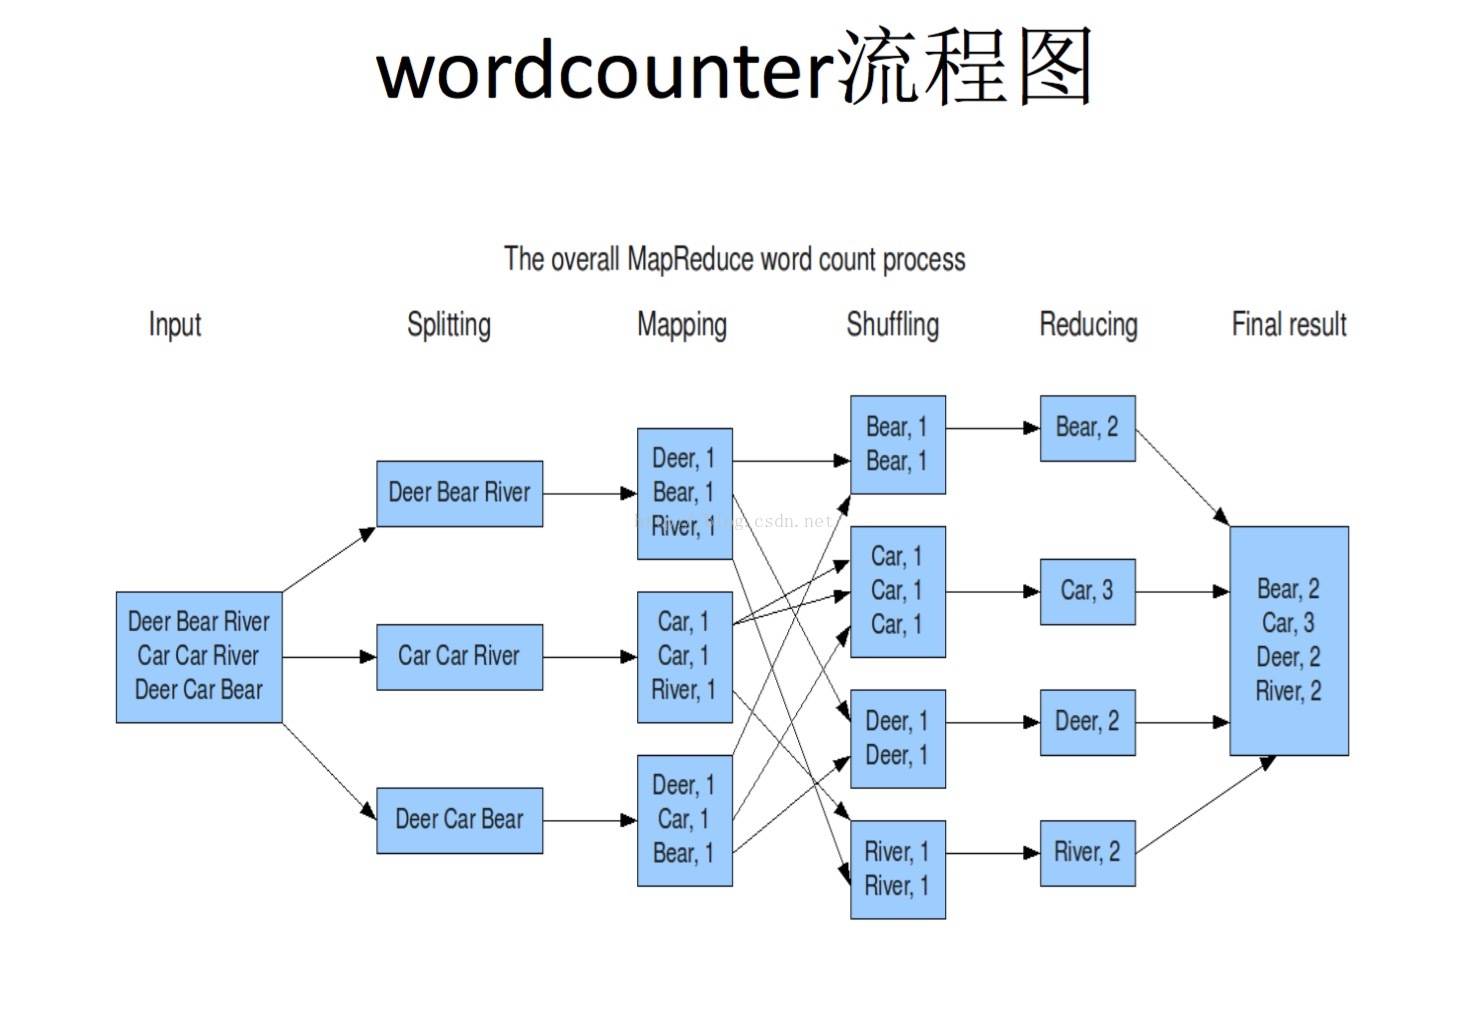 wordcounter流程图
The overall MapReduce word count process
Input
Splitting
Mapping
Shuffling
Reducing
Final result
Deer Bear River
Car Car River
Deer Car Bear
Deer Bear River
Car Car River
Deer Car Bear
Deer, 1
Bear, 1
River, 1
Car, 1
Car, 1
River, 1
Deer, 1
Car, 1
Bear, 1
Bear, 1
Bear, 1
Car, 1
Car, 1
Car, 1
Deer, 1
Deer, 1
River, 1
River, 1
Bear, 2
Car, 3
Deer, 2
River, 2
Bear, 2
Car, 3
Deer, 2
River, 2